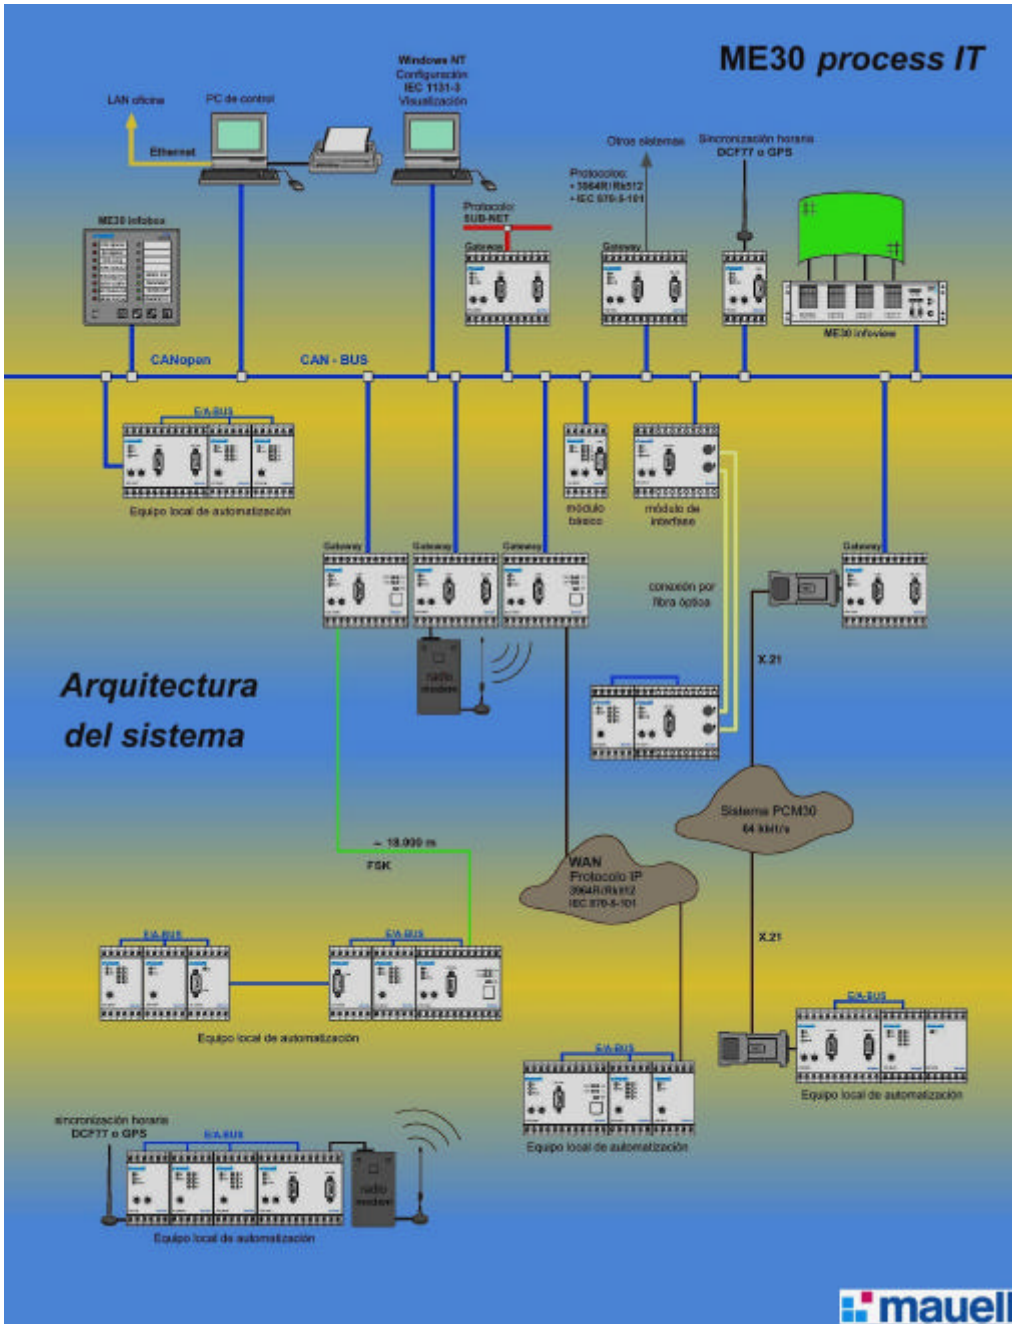 ME30 process IT
Windows NT
Configuración
IEC 1131-3
Visualización
LAN oficina
PC de control
Ethernet
Otros sistemas
Sincronización horaria
DCF77 o GPS
Protocolos:
• 3964R/Rk512
• IEC 870-5-101
Protocolo:
SUB-NET
ME30 infobox
Gateway
Gateway
ME30 infoview
CANopen
CAN - BUS
E/A-BUS
Equipo local de automatización
módulo
básico
módulo de
interfase
Gateway
Gateway
Gateway
Gateway
conexión por
fibra óptica
X.21
radio
modem
Arquitectura
del sistema
Sistema PCM30
64 kbit/s
~ 18.000 m
FSK
WAN
Protocolo IP
3964R/Rk512
IEC 870-5-101
X.21
E/A-BUS
E/A-BUS
Equipo local de automatización
E/A-BUS
Equipo local de automatización
E/A-BUS
Equipo local de automatización
sincronización horaria
DCF77 o GPS
E/A-BUS
radio
modem
Equipo local de automatización
mauell